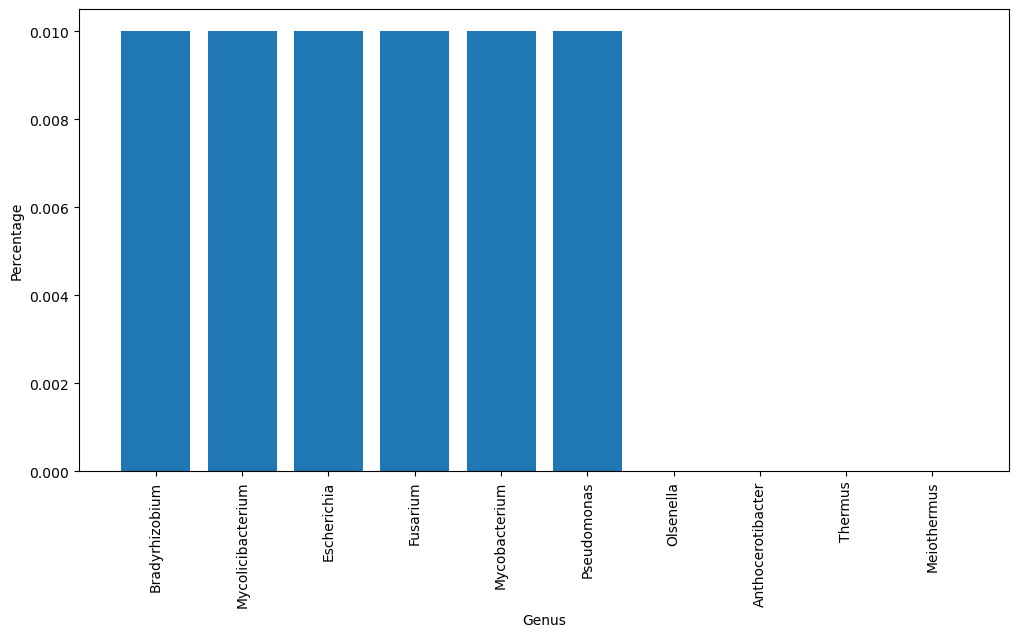 0.010
0.008
0.006
0.004
0.002
0.000
Percentage
Bradyrhizobium
Mycolicibacterium
Escherichia
Fusarium
Mycobacterium
Pseudomonas
Olsenella
Anthocerotibacter
Thermus
Meiothermus
Genus